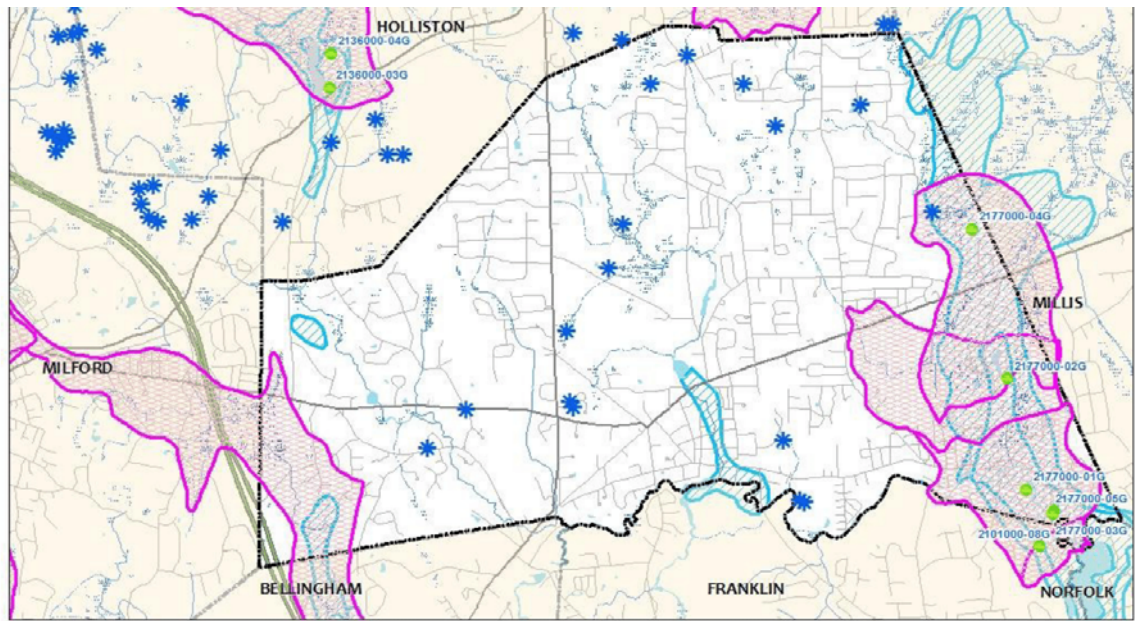 HOLLISTON
2136000-04G
2136000-03G
2177000-04G
MILLIS
MILFORD
2177000-02G
2177000-01G
2177000-05G
2101000-08G
2177000-03G
BELLINGHAM
FRANKLIN
NORFOLK